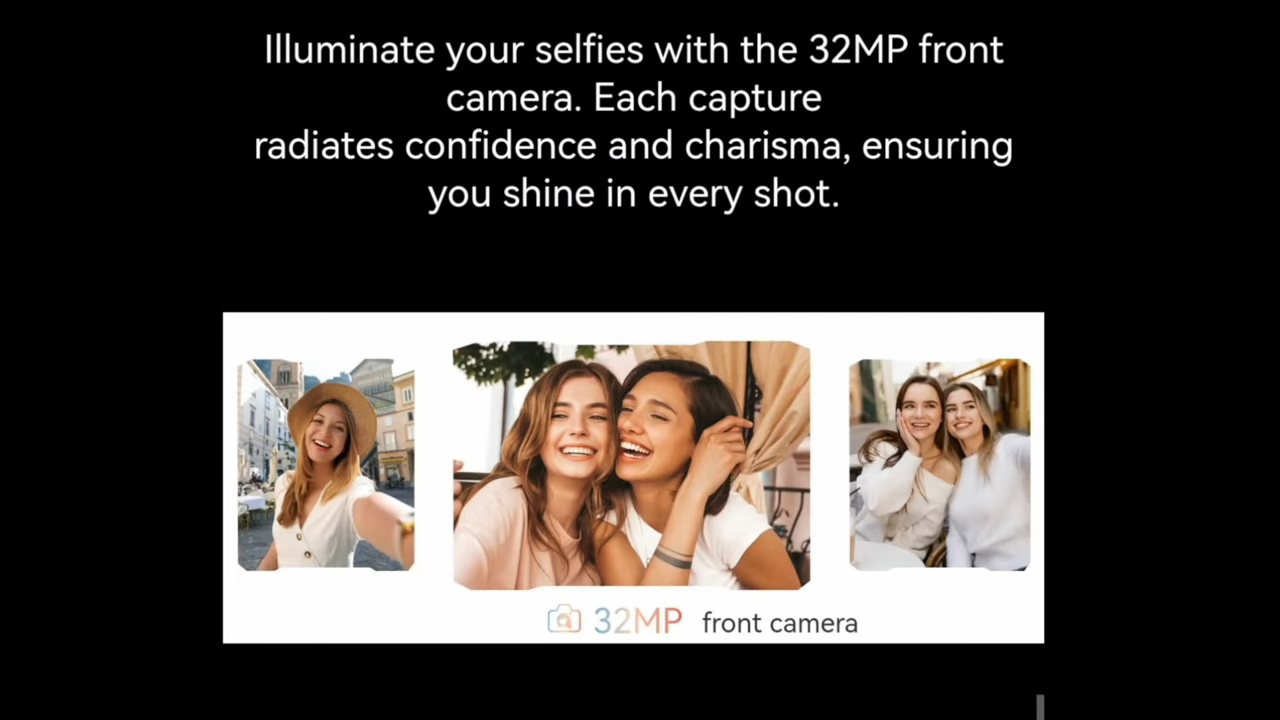 Illuminate your selfies with the 32MP front
camera. Each capture
radiates confidence and charisma, ensuring
you shine in every shot.
32MP front camera